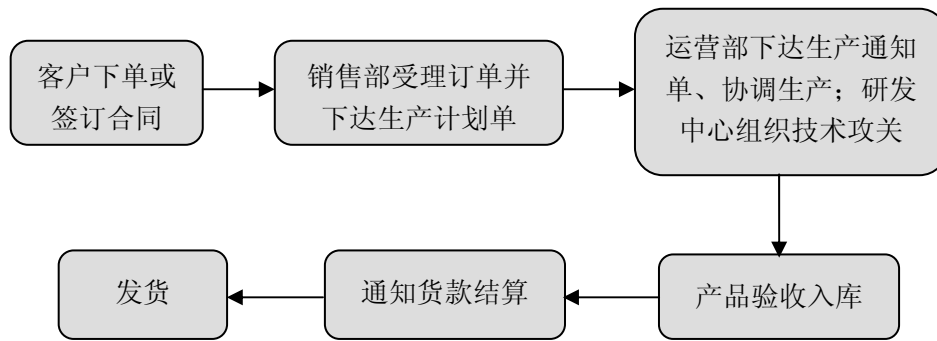 客户下单或
签订合同
销售部受理订单并
下达生产计划单
运营部下达生产通知
单、协调生产；研发
中心组织技术攻关
产品验收入库
通知货款结算
发货